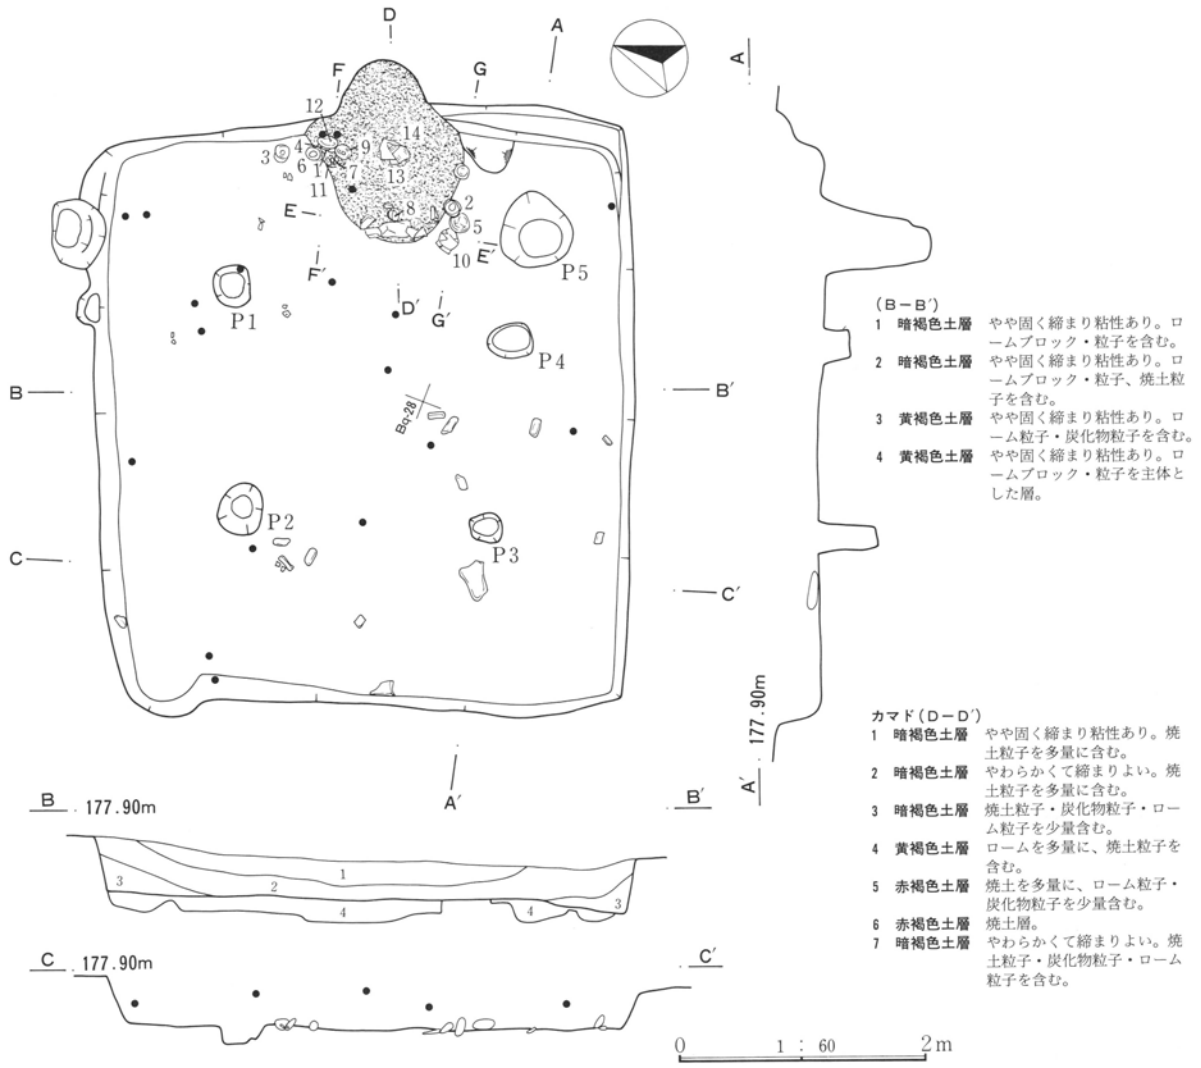 D
A
F
G
A
12
14
4
9
3
6
1
7
13
11
8
2
E
5
E′
10
P5
F′
P1
D′
G′
P4
B
B′
Bq-28
P2
P3
C
C′
A′
177.90m
A′
(B－B′)
1 暗褐色土層 やや固く締まり粘性あり。ロ
ームブロック・粒子を含む。
2 暗褐色土層 やや固く締まり粘性あり。ロ
ームブロック・粒子、焼土粒
子を含む。
3 黄褐色土層 やや固く締まり粘性あり。ロ
ーム粒子・炭化物粒子を含む。
4 黄褐色土層 やや固く締まり粘性あり。ロ
ームブロック・粒子を主体と
した層。
カマド(D－D′)
1 暗褐色土層 やや固く締まり粘性あり。焼
土粒子を多量に含む。
2 暗褐色土層 やわらかくて締まりよい。焼
土粒子を多量に含む。
3 暗褐色土層 焼土粒子・炭化物粒子・ロー
ム粒子を少量含む。
4 黄褐色土層 ロームを多量に、焼土粒子を
含む。
5 赤褐色土層 焼土を多量に、ローム粒子・
炭化物粒子を少量含む。
6 赤褐色土層 焼土層。
7 暗褐色土層 やわらかくて締まりよい。焼
土粒子・炭化物粒子・ローム
粒子を含む。
B 177.90m B′
1
3 2 3
4 4
C 177.90m C′
0 1 : 60 2m